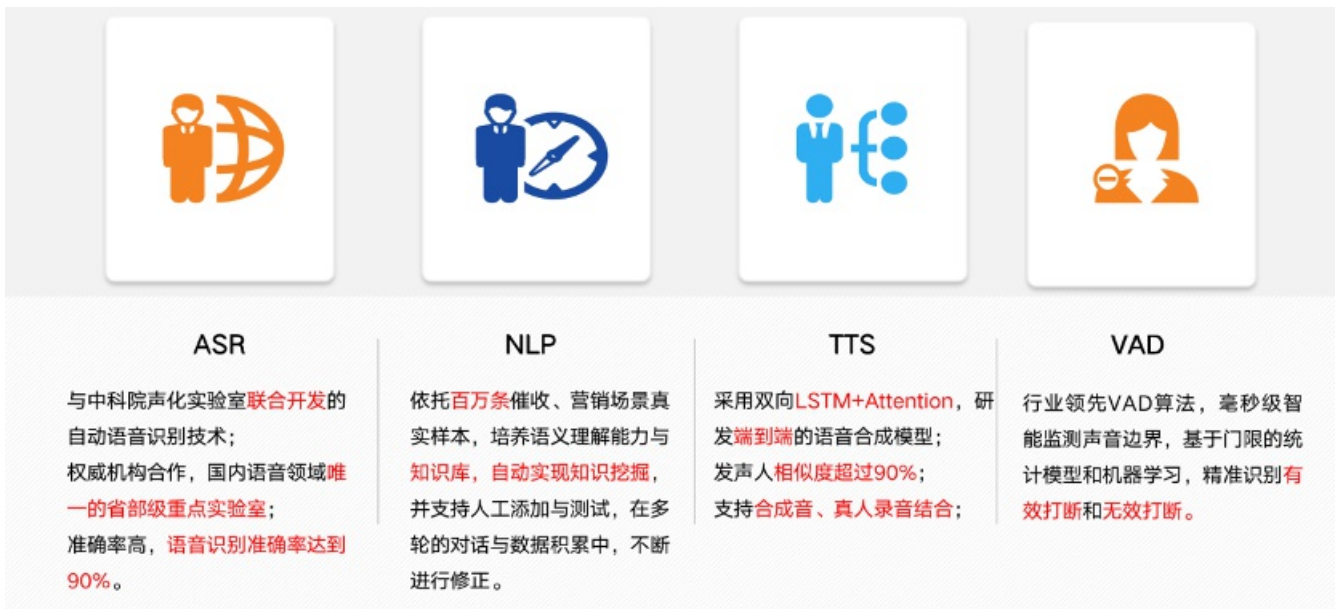 ASR
与中科院声化实验室联合开发的
自动语音识别技术；
权威机构合作，国内语音领域唯
一的省部级重点实验室；
准确率高，语音识别准确率达到
90%。
NLP
依托百万条催收、营销场景真
实样本，培养语义理解能力与
知识库，自动实现知识挖掘，
并支持人工添加与测试，在多
轮的对话与数据积累中，不断
进行修正。
TTS
采用双向LSTM+Attention，研
发端到端的语音合成模型；
发声人相似度超过90%；
支持合成音、真人录音结合；
VAD
行业领先VAD算法，毫秒级智
能监测声音边界，基于门限的统
计模型和机器学习，精准识别有
效打断和无效打断。